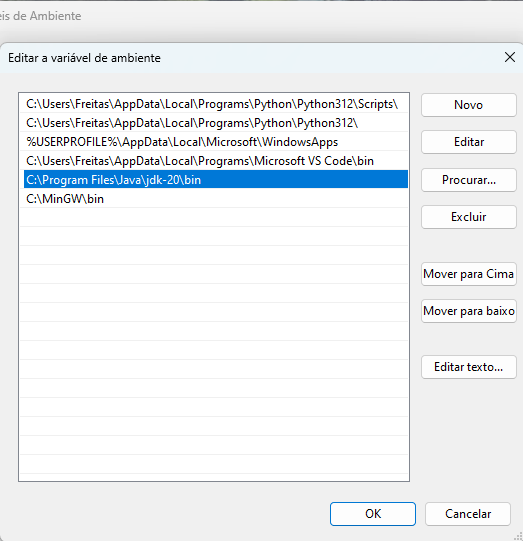 is de Ambiente
Editar a variável de ambiente
C:\Users\Freitas\AppData\Local\Programs\Python\Python312\Scripts\
C:\Users\Freitas\AppData\Local\Programs\Python\Python312\
%USERPROFILE%\AppData\Local\Microsoft\WindowsApps
C:\Users\Freitas\AppData\Local\Programs\Microsoft VS Code\bin
C:\Program Files\Java\jdk-20\bin
C:\MinGW\bin
Novo
Editar
Procurar...
Excluir
Mover para Cima
Mover para baixo
Editar texto...
OK
Cancelar